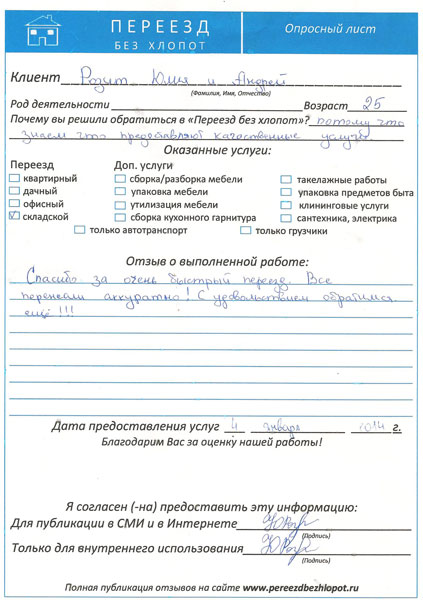 ПЕРЕЕЗД
БЕЗ ХЛОПОТ
Опросный лист
Клиент Розит Юлия и Андрей
(Фамилия, Имя, Отчество)
Род деятельности Возраст 25
Почему вы решили обратиться в «Переезд без хлопот»? потому что
знаем что предоставляют качественные услуги.
Оказанные услуги:
Переезд Доп. услуги
квартирный сборка/разборка мебели такелажные работы
дачный упаковка мебели упаковка предметов быта
офисный утилизация мебели клининговые услуги
складской сборка кухонного гарнитура сантехника, электрика
только автотранспорт только грузчики
Отзыв о выполненной работе:
Спасибо за очень быстрый переезд. Все
перенесли аккуратно! С удовольствием обратимся
ещё!!!
Дата предоставления услуг 4 января 2014 г.
Благодарим Вас за оценку нашей работы!
Я согласен (-на) предоставить эту информацию:
Для публикации в СМИ и в Интернете
(Подпись)
Только для внутреннего использования
(Подпись)
Полная публикация отзывов на сайте www.pereezdbezhlopot.ru